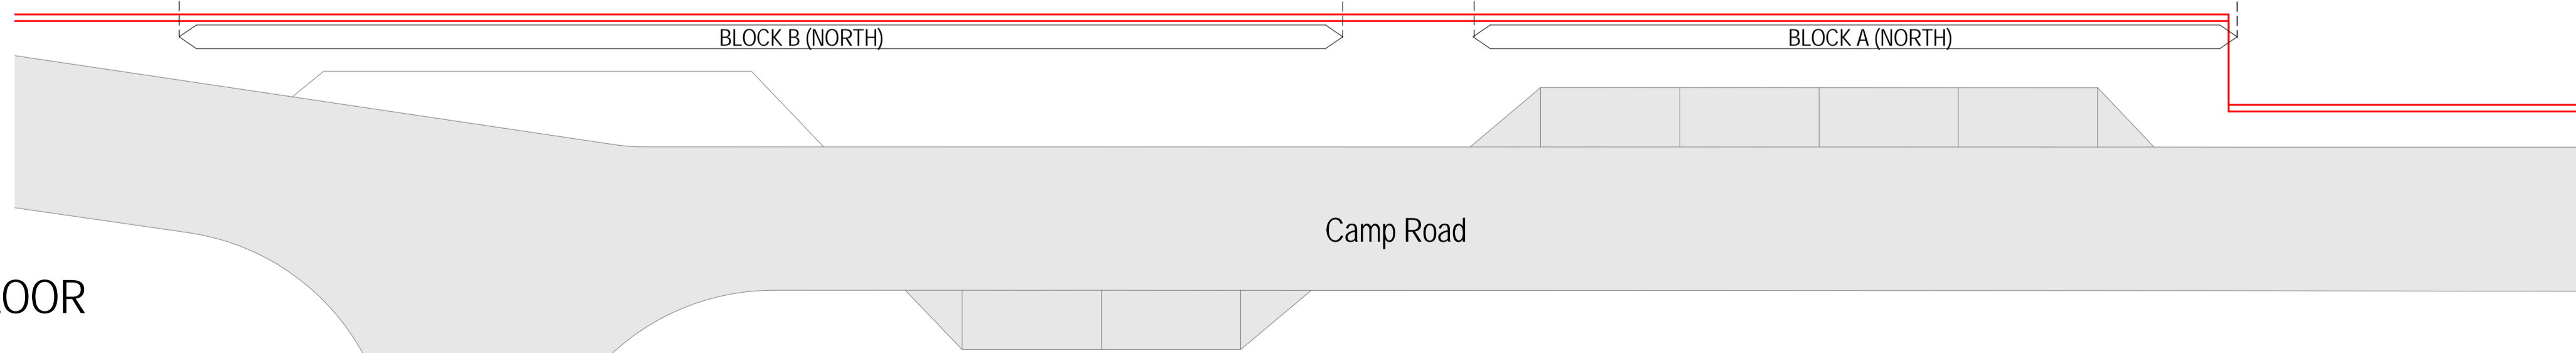 BLOCK B (NORTH)
BLOCK A (NORTH)
Camp Road
OOR